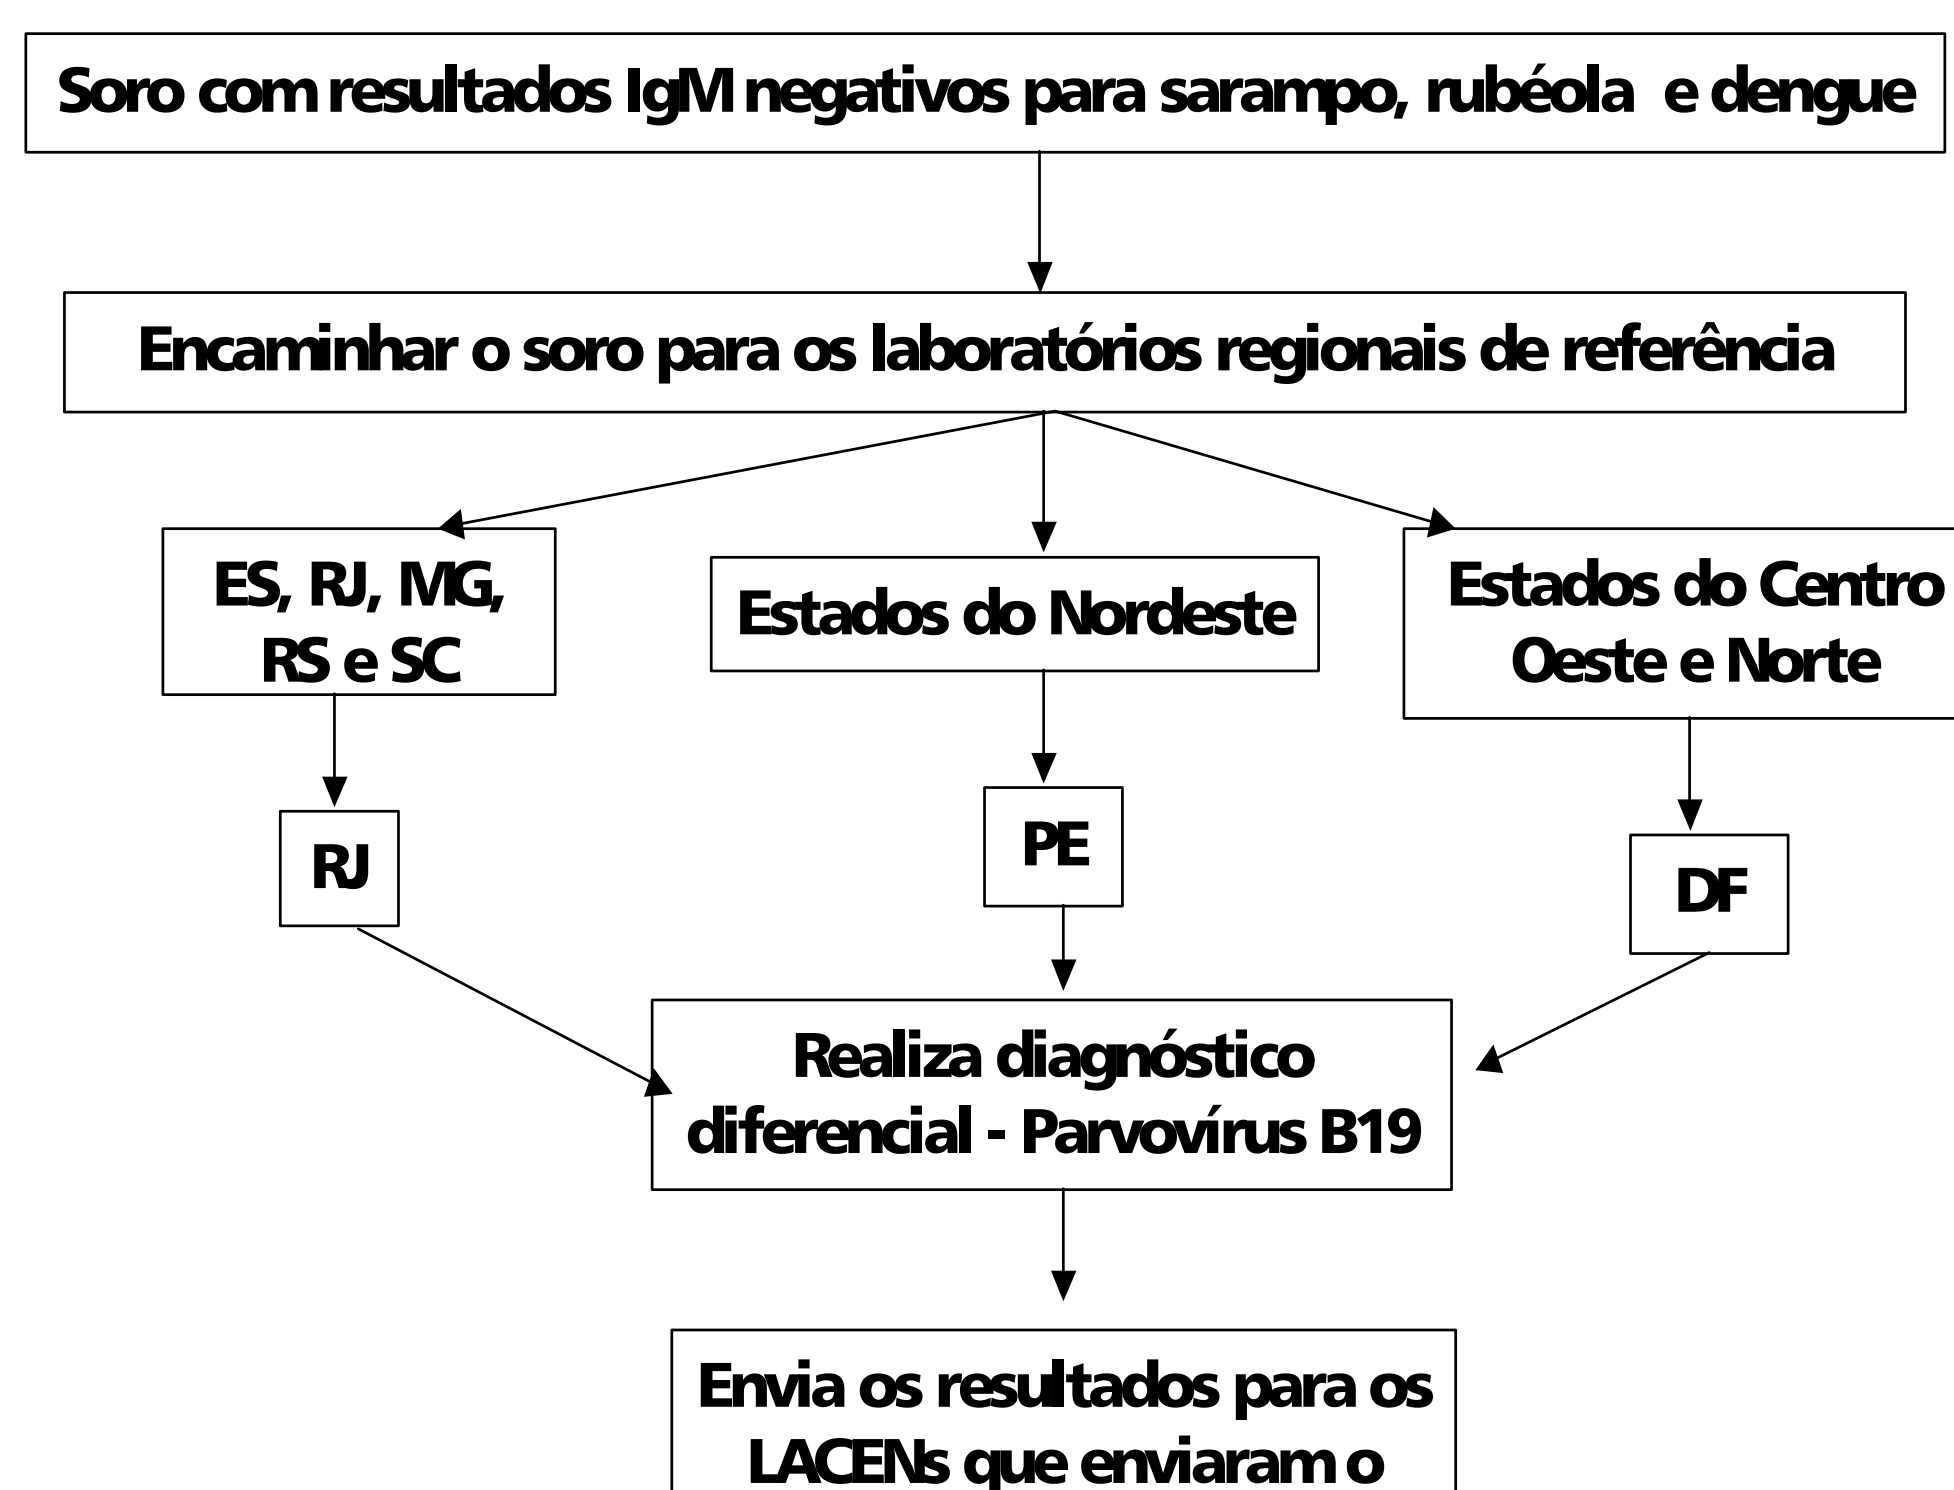 Soro com resultados IgM negativos para sarampo, rubéola e dengue
Encaminhar o soro para os laboratórios regionais de referência
ES, RJ, MG,
RS e SC
Estados do Nordeste
Estados do Centro
Oeste e Norte
RJ
PE
DF
Realiza diagnóstico
diferencial - Parvovírus B19
Envia os resultados para os
LACENs que enviaram o